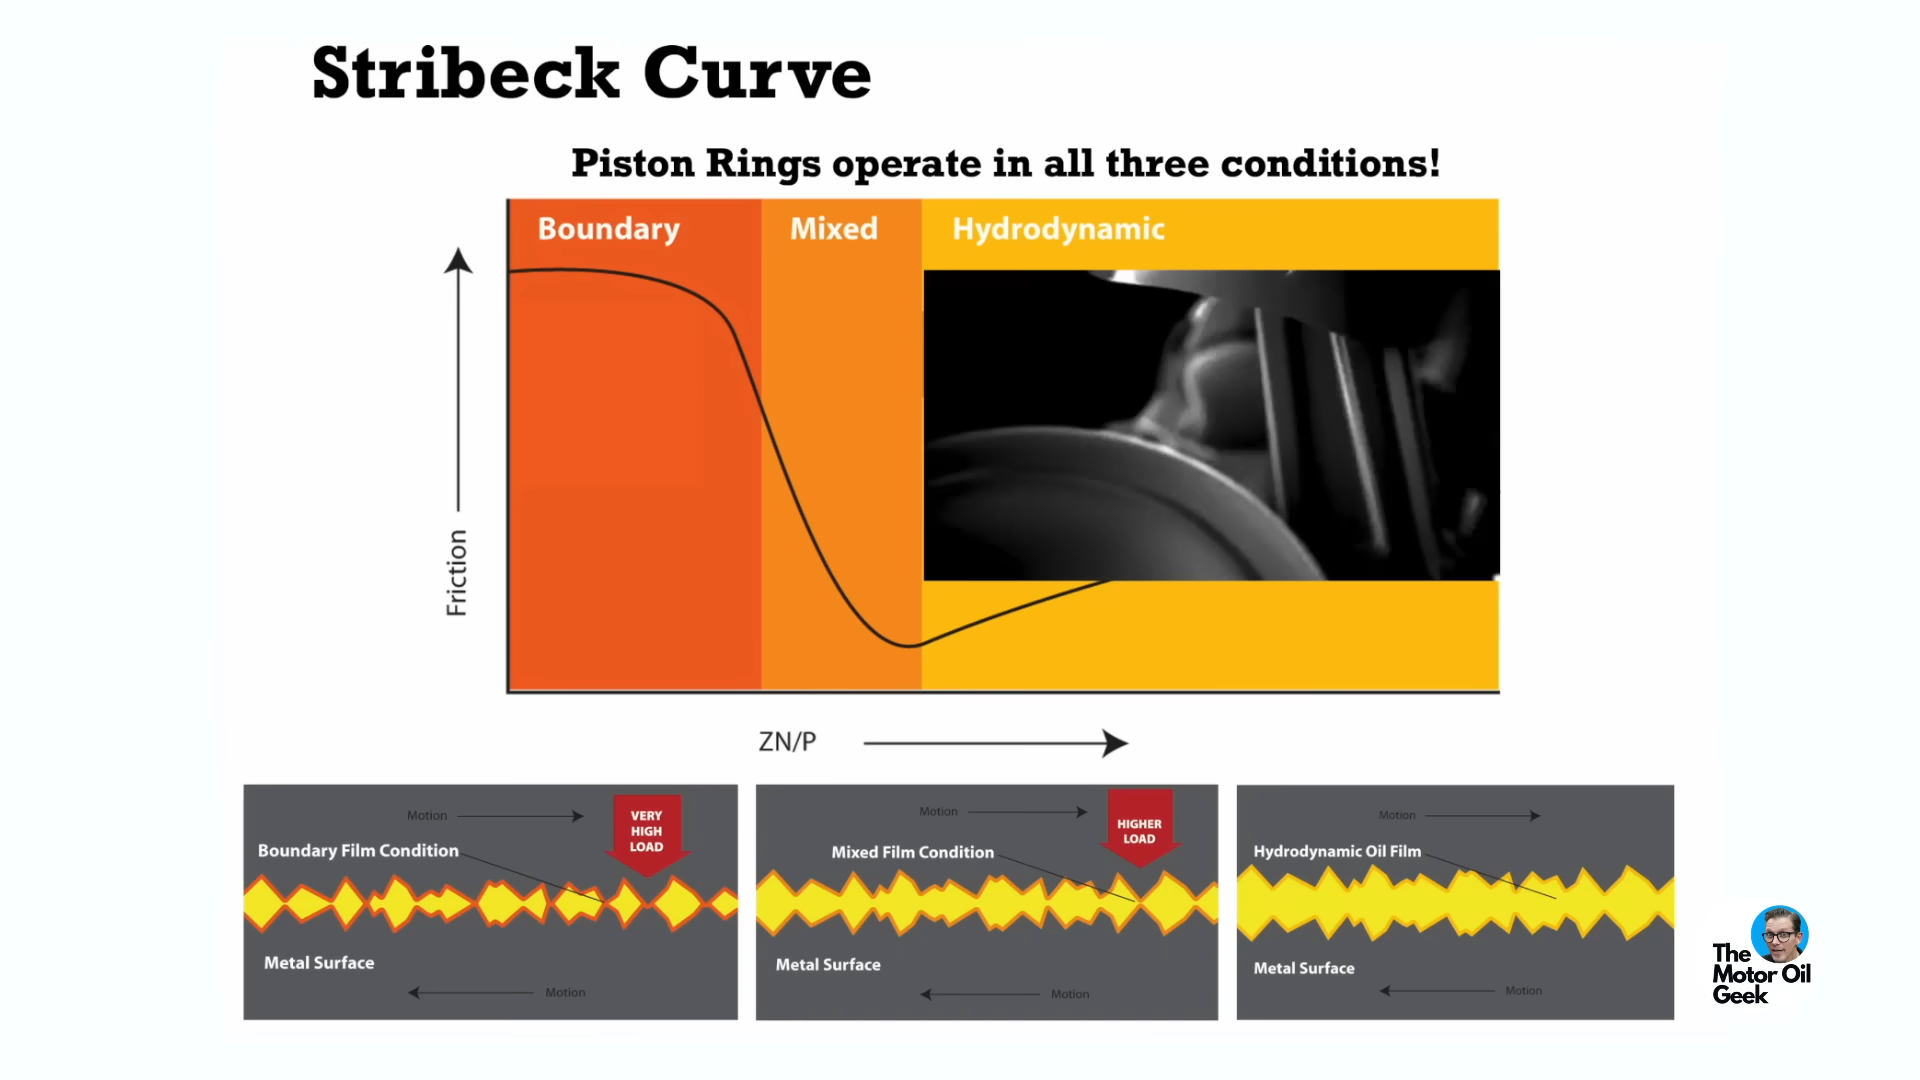 Stribeck Curve
Piston Rings operate in all three conditions!
Boundary
Mixed
Hydrodynamic
Friction
ZN/P
Motion
VERY
HIGH
LOAD
Boundary Film Condition
Metal Surface
Motion
Motion
HIGHER
LOAD
Mixed Film Condition
Metal Surface
Motion
Motion
Hydrodynamic Oil Film
Metal Surface
Motion
The
Motor Oil
Geek